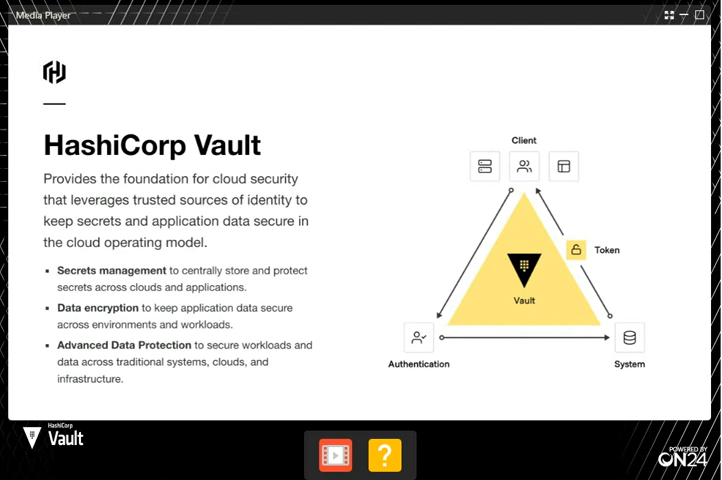 Media Player
HashiCorp Vault
Provides the foundation for cloud security
that leverages trusted sources of identity to
keep secrets and application data secure in
the cloud operating model.
Secrets management to centrally store and protect
secrets across clouds and applications.
Data encryption to keep application data secure
across environments and workloads.
Advanced Data Protection to secure workloads and
data across traditional systems, clouds, and
infrastructure.
Client
Token
Vault
Authentication
System
HashiCorp
Vault
?
POWERED BY
ON24